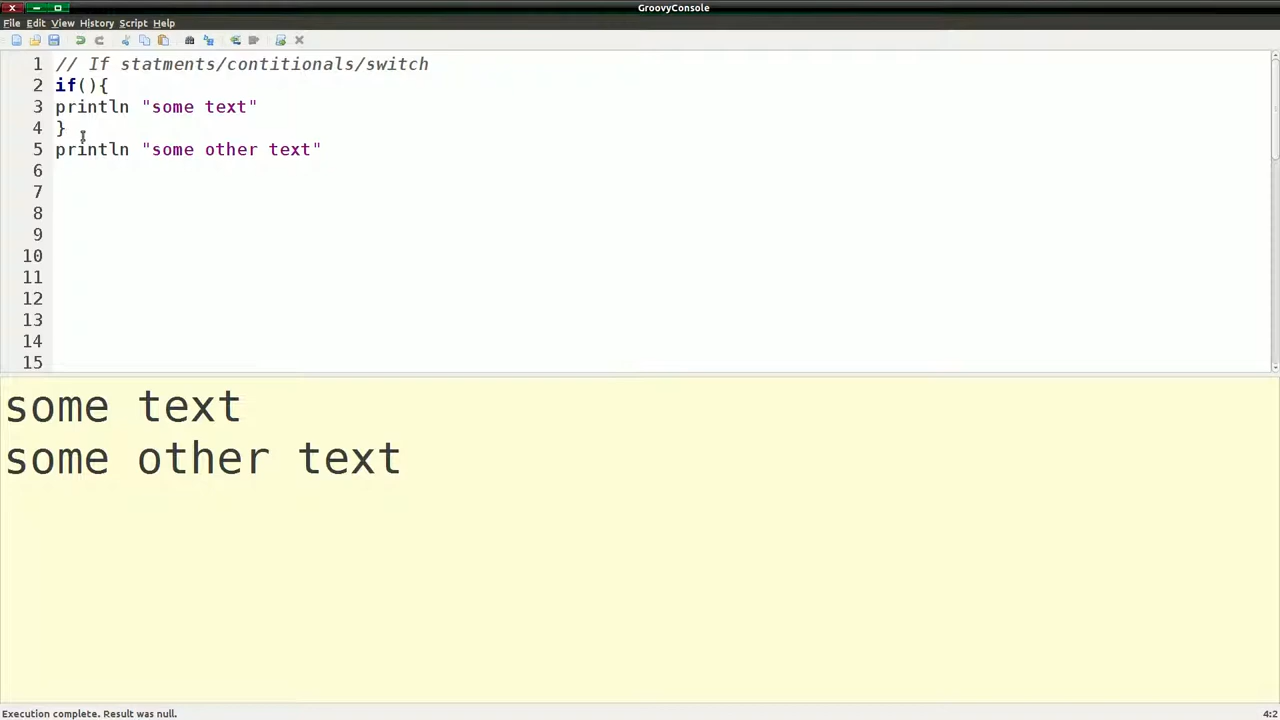 GroovyConsole
File Edit View History Script Help
1 // If statments/contitionals/switch
2 if(){
3 println "some text"
4 }
5 println "some other text"
6
7
8
9
10
11
12
13
14
15
some text
some other text
Execution complete. Result was null.
4:2